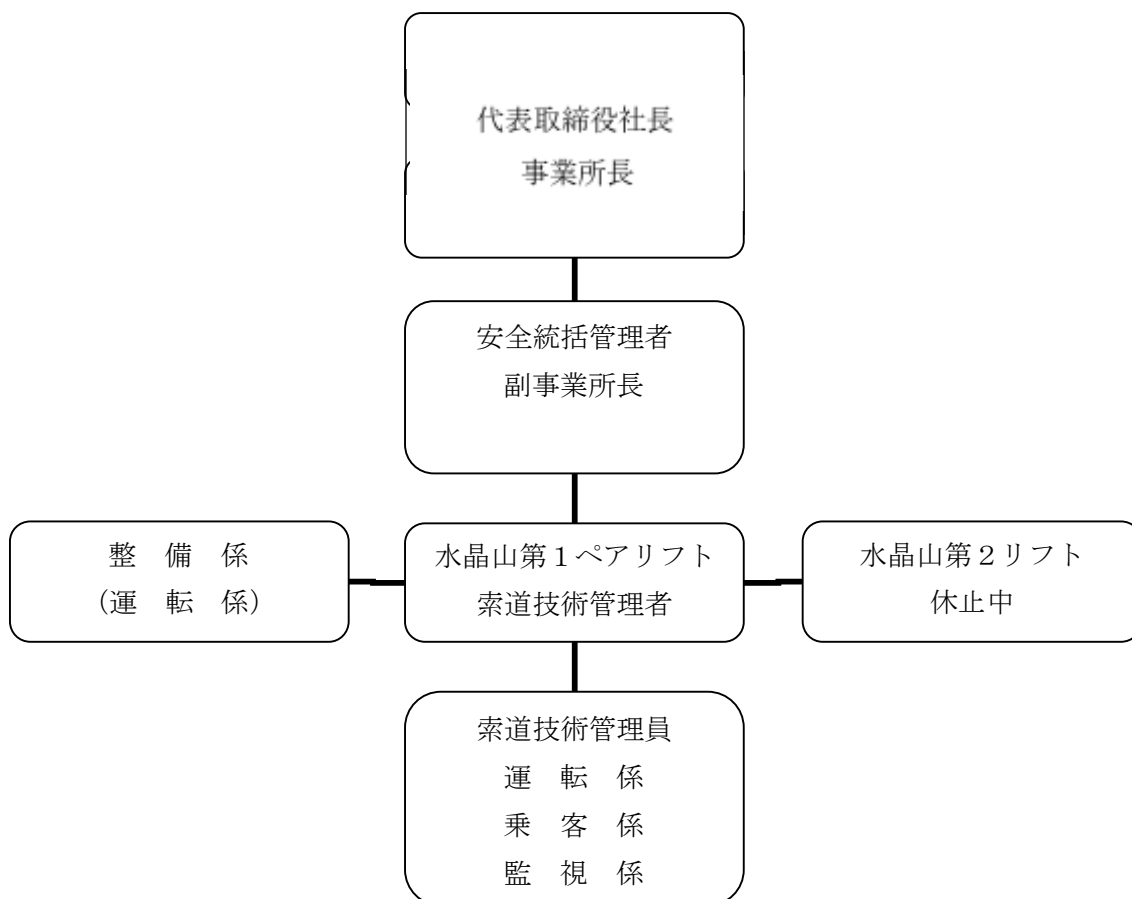 代表取締役社長
事業所長
安全統括管理者
副事業所長
整　備　係
（運　転　係）
水晶山第１ペアリフト
索道技術管理者
水晶山第２リフト
休止中
索道技術管理員
運　転　係
乗　客　係
監　視　係